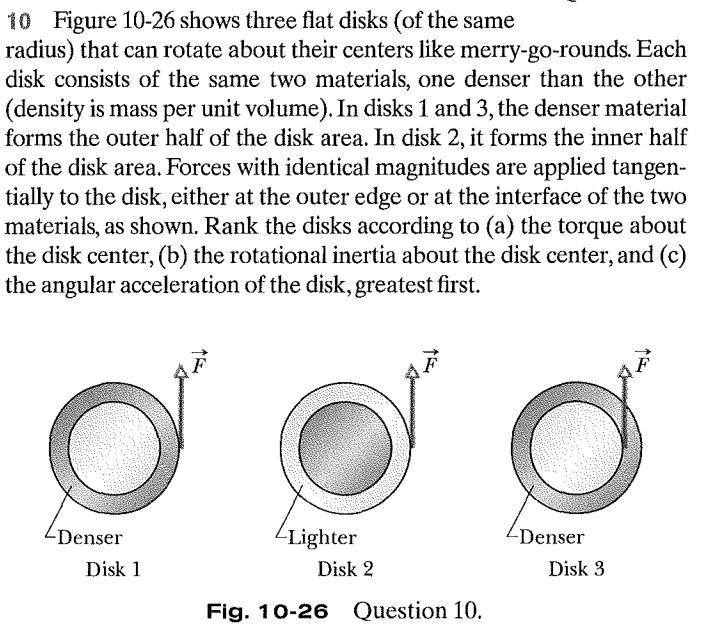 10 Figure 10-26 shows three flat disks (of the same
radius) that can rotate about their centers like merry-go-rounds. Each
disk consists of the same two materials, one denser than the other
(density is mass per unit volume). In disks 1 and 3, the denser material
forms the outer half of the disk area. In disk 2, it forms the inner half
of the disk area. Forces with identical magnitudes are applied tangen-
tially to the disk, either at the outer edge or at the interface of the two
materials, as shown. Rank the disks according to (a) the torque about
the disk center, (b) the rotational inertia about the disk center, and (c)
the angular acceleration of the disk, greatest first.
F F F
Denser Lighter Denser
Disk 1 Disk 2 Disk 3
Fig. 10-26 Question 10.